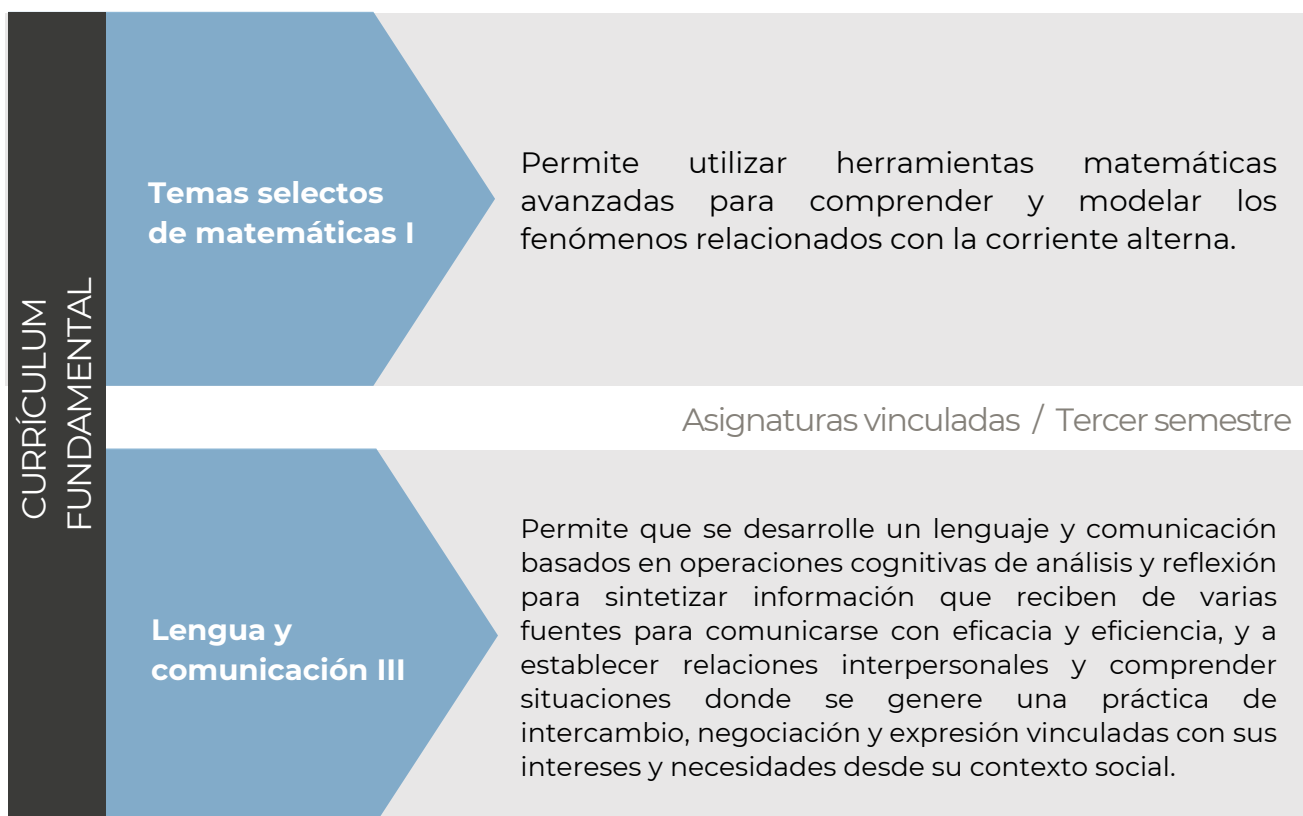 CURRÍCULUM
FUNDAMENTAL
Temas selectos
de matemáticas I
Permite utilizar herramientas matemáticas
avanzadas para comprender y modelar los
fenómenos relacionados con la corriente alterna.
Asignaturas vinculadas / Tercer semestre
Lengua y
comunicación III
Permite que se desarrolle un lenguaje y comunicación
basados en operaciones cognitivas de análisis y reflexión
para sintetizar información que reciben de varias
fuentes para comunicarse con eficacia y eficiencia, y a
establecer relaciones interpersonales y comprender
situaciones donde se genere una práctica de
intercambio, negociación y expresión vinculadas con sus
intereses y necesidades desde su contexto social.